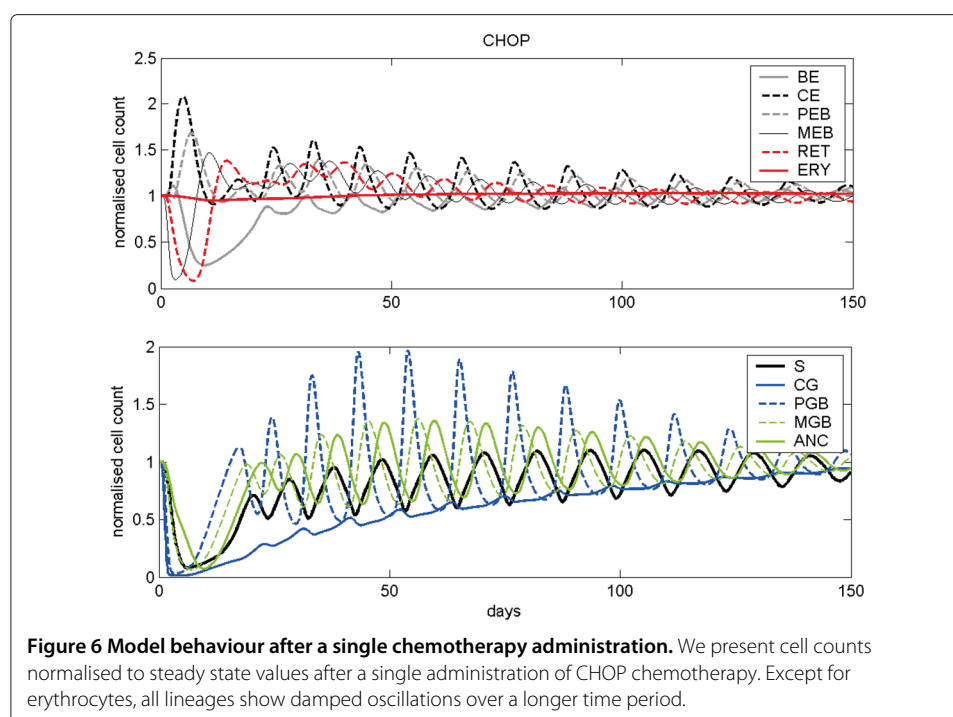 CHOP
2.5
2
1.5
1
0.5
0
normalised cell count
BE
CE
PEB
MEB
RET
ERY
0 50 100 150
2
1.5
1
0.5
0
normalised cell count
S
CG
PGB
MGB
ANC
0 50 100 150
days
Figure 6 Model behaviour after a single chemotherapy administration. We present cell counts
normalised to steady state values after a single administration of CHOP chemotherapy. Except for
erythrocytes, all lineages show damped oscillations over a longer time period.